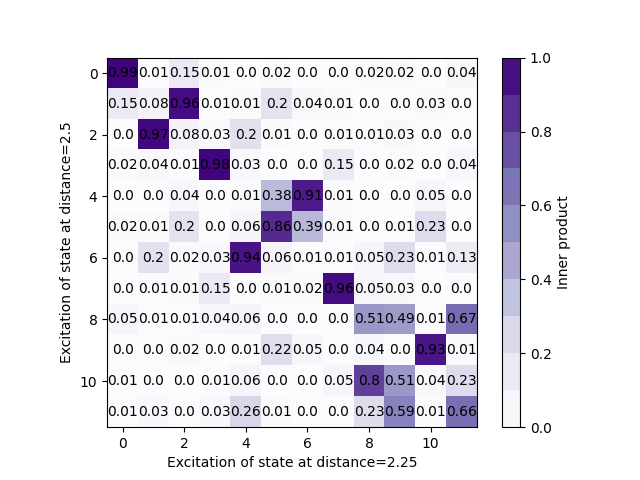 0.99 0.01 0.15 0.01 0.0 0.02 0.0 0.0 0.02 0.02 0.0 0.04
0.15 0.08 0.96 0.01 0.01 0.2 0.04 0.01 0.0 0.0 0.03 0.0
0.0 0.97 0.08 0.03 0.2 0.01 0.0 0.01 0.01 0.03 0.0 0.0
0.02 0.04 0.01 0.98 0.03 0.0 0.0 0.15 0.0 0.02 0.0 0.04
0.0 0.0 0.04 0.0 0.01 0.38 0.91 0.01 0.0 0.0 0.05 0.0
0.02 0.01 0.2 0.0 0.06 0.86 0.39 0.01 0.0 0.01 0.23 0.0
0.0 0.2 0.02 0.03 0.94 0.06 0.01 0.01 0.05 0.23 0.01 0.13
0.0 0.01 0.01 0.15 0.0 0.01 0.02 0.96 0.05 0.03 0.0 0.0
0.05 0.01 0.01 0.04 0.06 0.0 0.0 0.0 0.51 0.49 0.01 0.67
0.0 0.0 0.02 0.0 0.01 0.22 0.05 0.0 0.04 0.0 0.93 0.01
0.01 0.0 0.0 0.01 0.06 0.0 0.0 0.05 0.8 0.51 0.04 0.23
0.01 0.03 0.0 0.03 0.26 0.01 0.0 0.0 0.23 0.59 0.01 0.66
0
2
4
6
8
10
0 2 4 6 8 10
Excitation of state at distance=2.25
Excitation of state at distance=2.5
1.0
0.8
0.6
0.4
0.2
0.0
Inner product